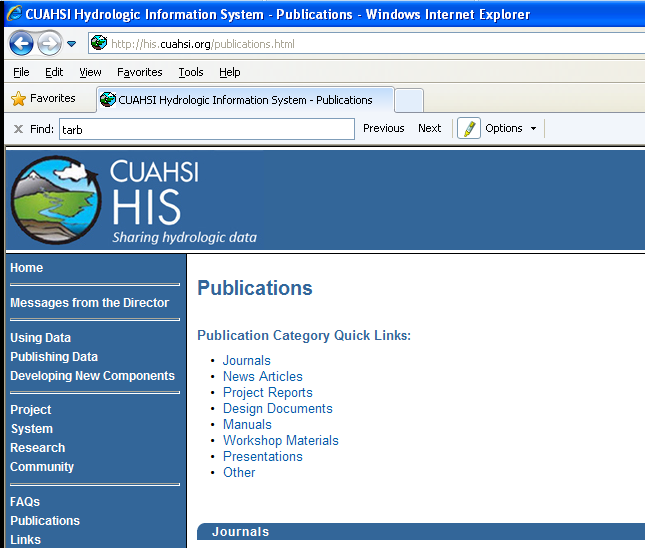 CUAHSI Hydrologic Information System - Publications - Windows Internet Explorer
http://his.cuahsi.org/publications.html
File Edit View Favorites Tools Help
Favorites CUAHSI Hydrologic Information System - Publications
Find: tarb Previous Next Options
CUAHSI
HIS
Sharing hydrologic data
Home
Messages from the Director
Using Data
Publishing Data
Developing New Components
Project
System
Research
Community
FAQs
Publications
Links
Publications
Publication Category Quick Links:
• Journals
• News Articles
• Project Reports
• Design Documents
• Manuals
• Workshop Materials
• Presentations
• Other
Journals